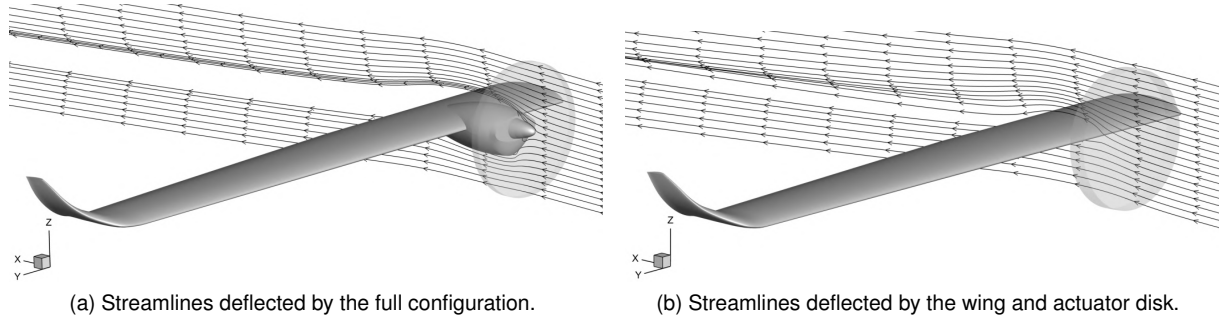 Z
X
Y
Z
X
Y
(a) Streamlines deflected by the full configuration.
(b) Streamlines deflected by the wing and actuator disk.